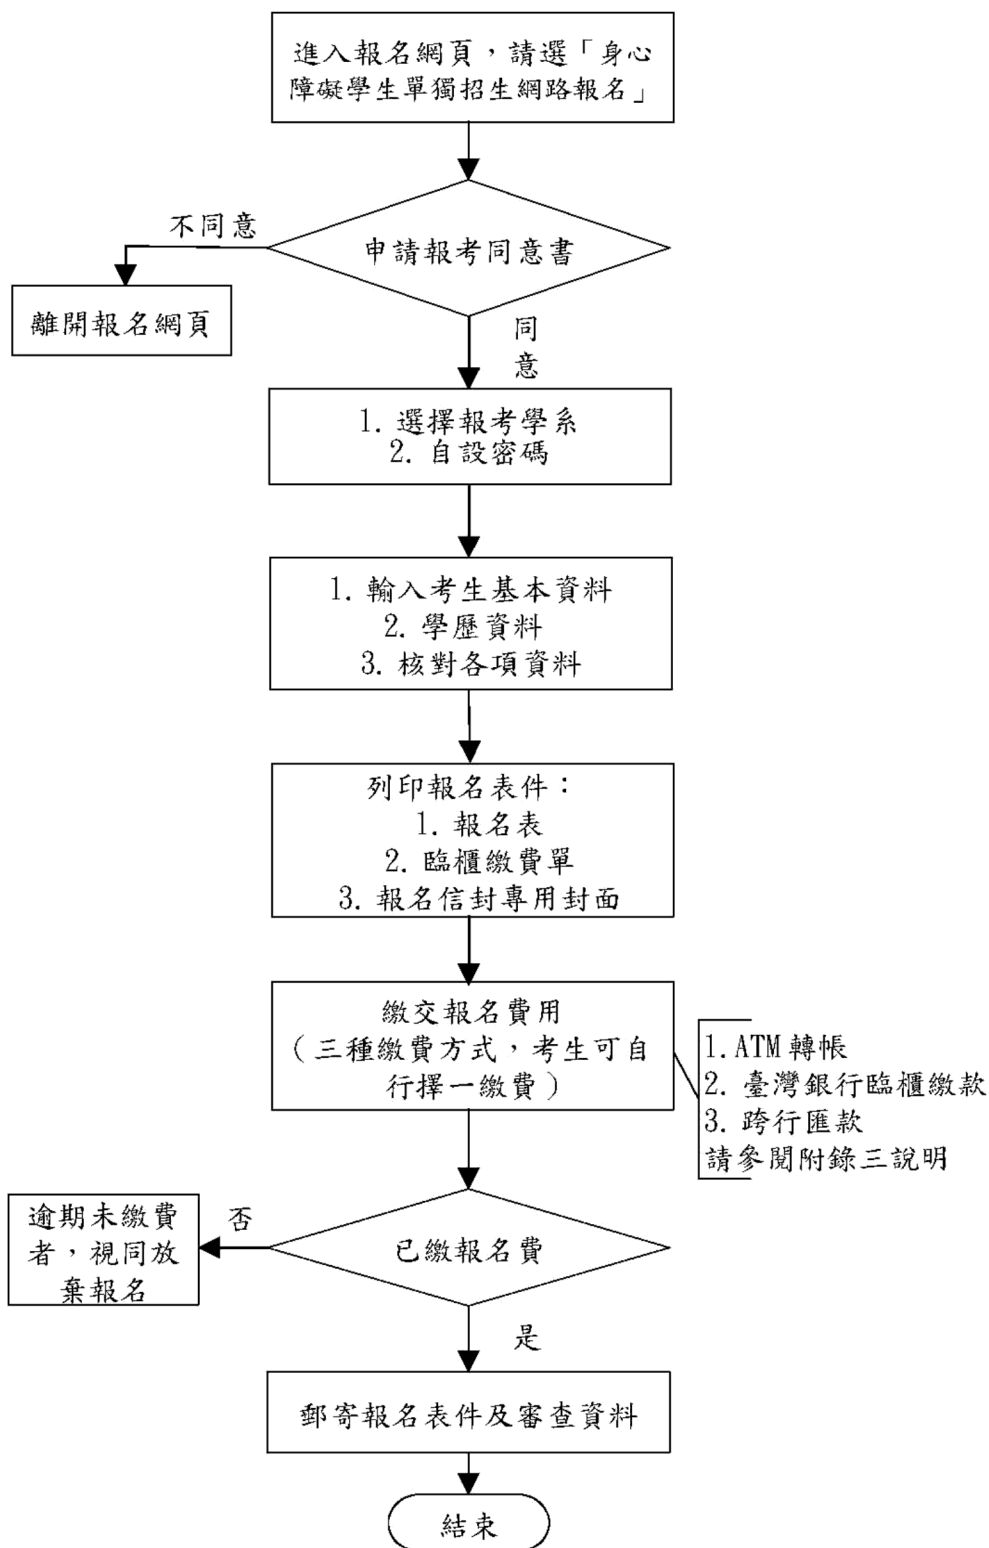 進入報名網頁，請選「身心
障礙學生單獨招生網路報名」
不同意
申請報考同意書
離開報名網頁
同
意
1. 選擇報考學系
2. 自設密碼
1. 輸入考生基本資料
2. 學歷資料
3. 核對各項資料
列印報名表件：
1. 報名表
2. 臨櫃繳費單
3. 報名信封專用封面
繳交報名費用
（三種繳費方式，考生可自
行擇一繳費）
1. ATM 轉帳
2. 臺灣銀行臨櫃繳款
3. 跨行匯款
請參閱附錄三說明
逾期未繳費
者，視同放
棄報名
否
已繳報名費
是
郵寄報名表件及審查資料
結束